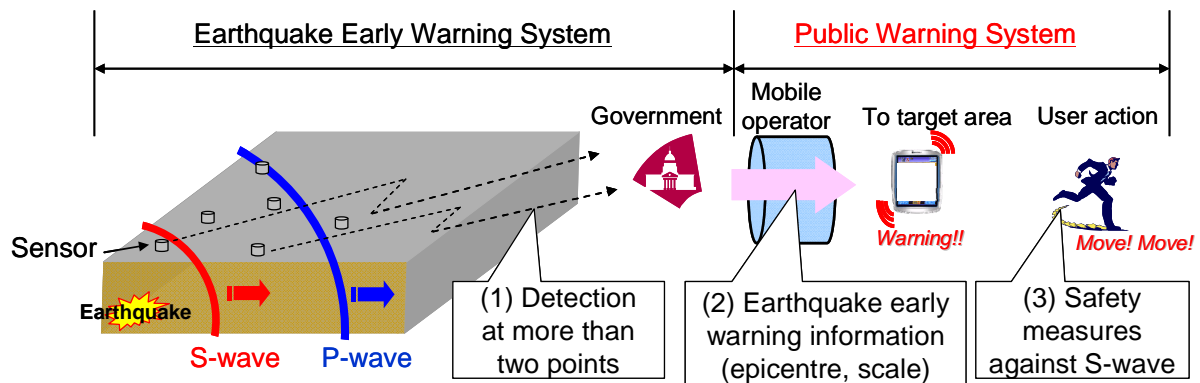 Earthquake Early Warning System
Public Warning System
Government
Mobile
operator
To target area
User action
Sensor
Warning!!
Move! Move!
Earthquake
S-wave
P-wave
(1) Detection
at more than
two points
(2) Earthquake early
warning information
(epicentre, scale)
(3) Safety
measures
against S-wave